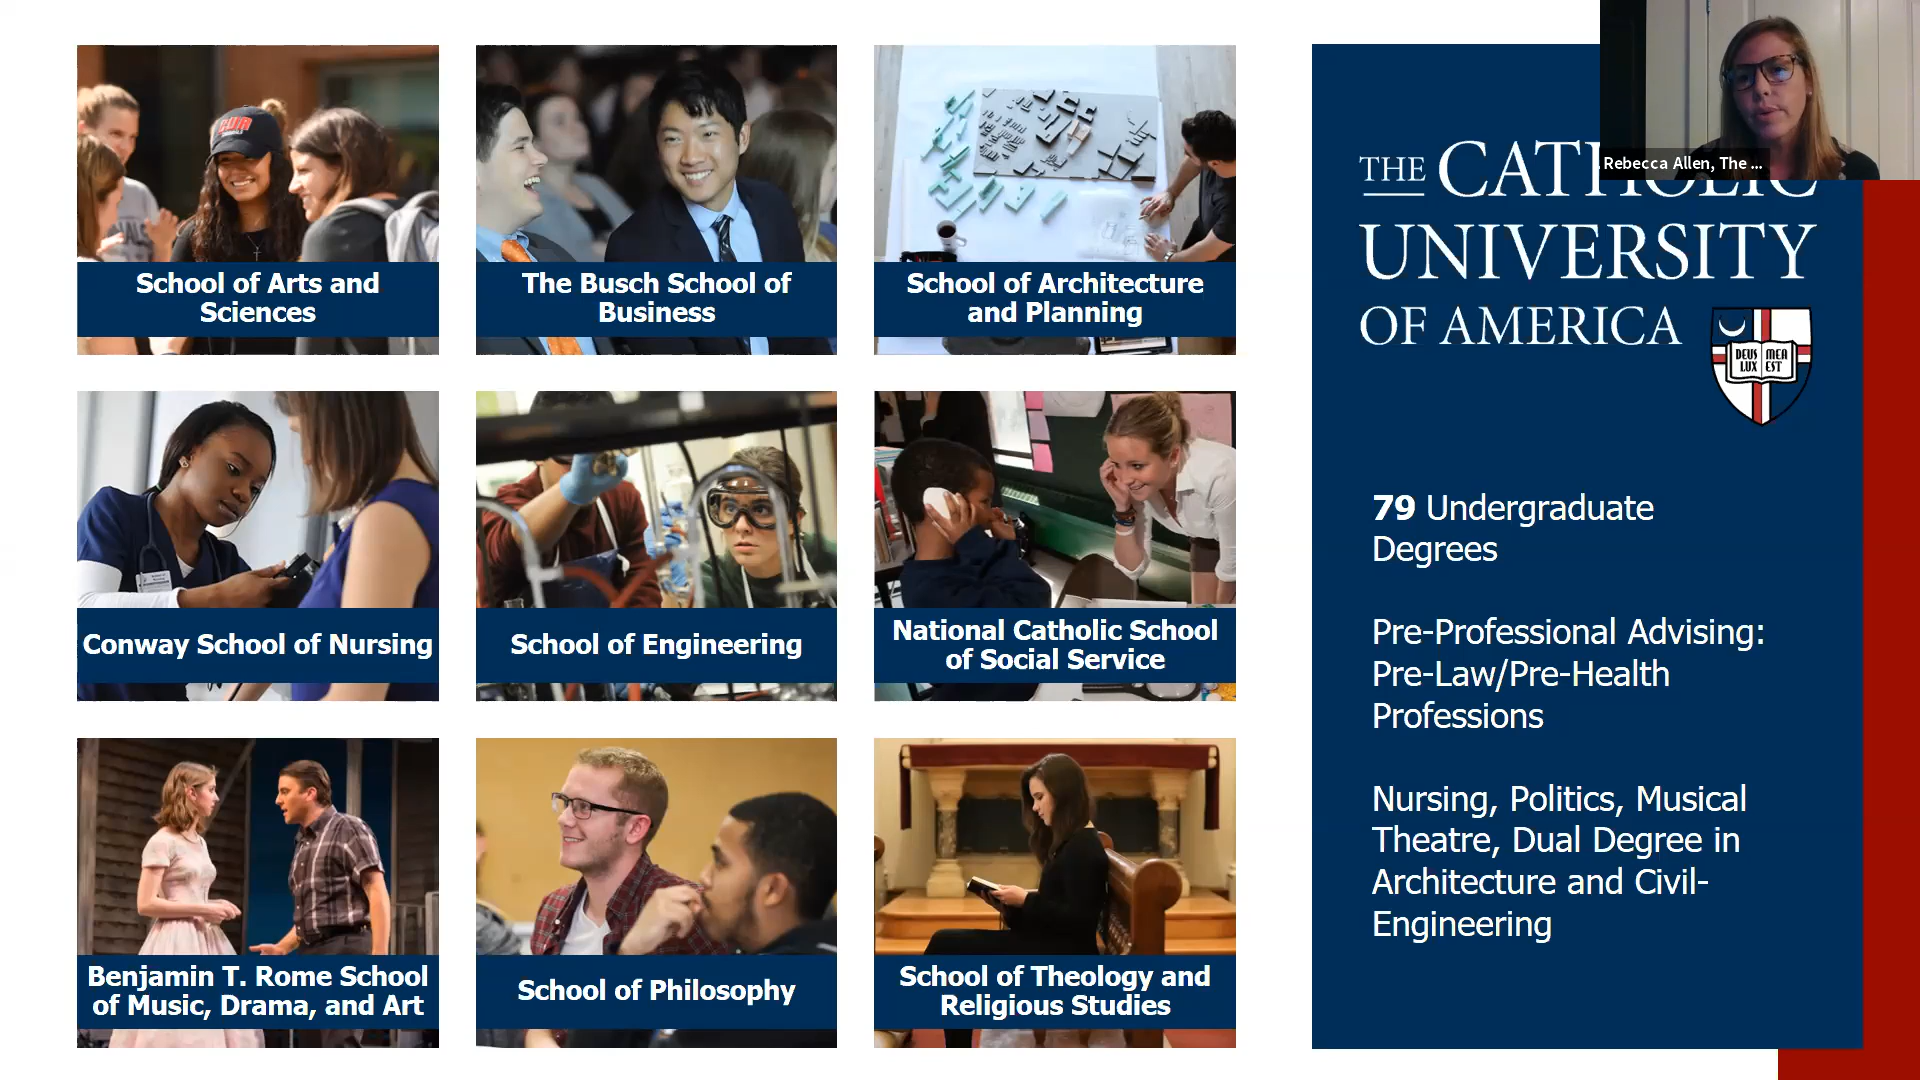 School of Arts and
Sciences
The Busch School of
Business
School of Architecture
and Planning
Conway School of Nursing
School of Engineering
National Catholic School
of Social Service
Benjamin T. Rome School
of Music, Drama, and Art
School of Philosophy
School of Theology and
Religious Studies
Rebecca Allen, The ...
THE CATHOLIC
UNIVERSITY
OF AMERICA
DEUS MEA
LUX EST
79 Undergraduate
Degrees
Pre-Professional Advising:
Pre-Law/Pre-Health
Professions
Nursing, Politics, Musical
Theatre, Dual Degree in
Architecture and Civil-
Engineering
CUA